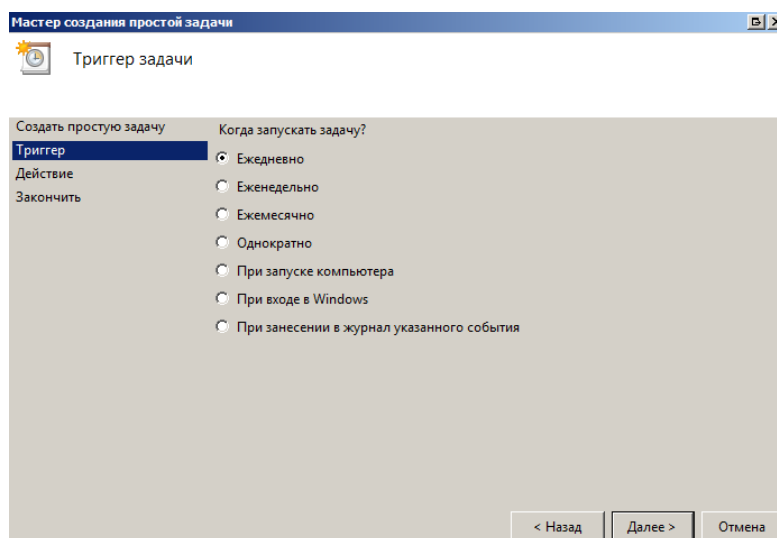 Мастер создания простой задачи
Триггер задачи
Создать простую задачу
Триггер
Действие
Закончить
Когда запускать задачу?
Ежедневно
Еженедельно
Ежемесячно
Однократно
При запуске компьютера
При входе в Windows
При занесении в журнал указанного события
< Назад
Далее >
Отмена